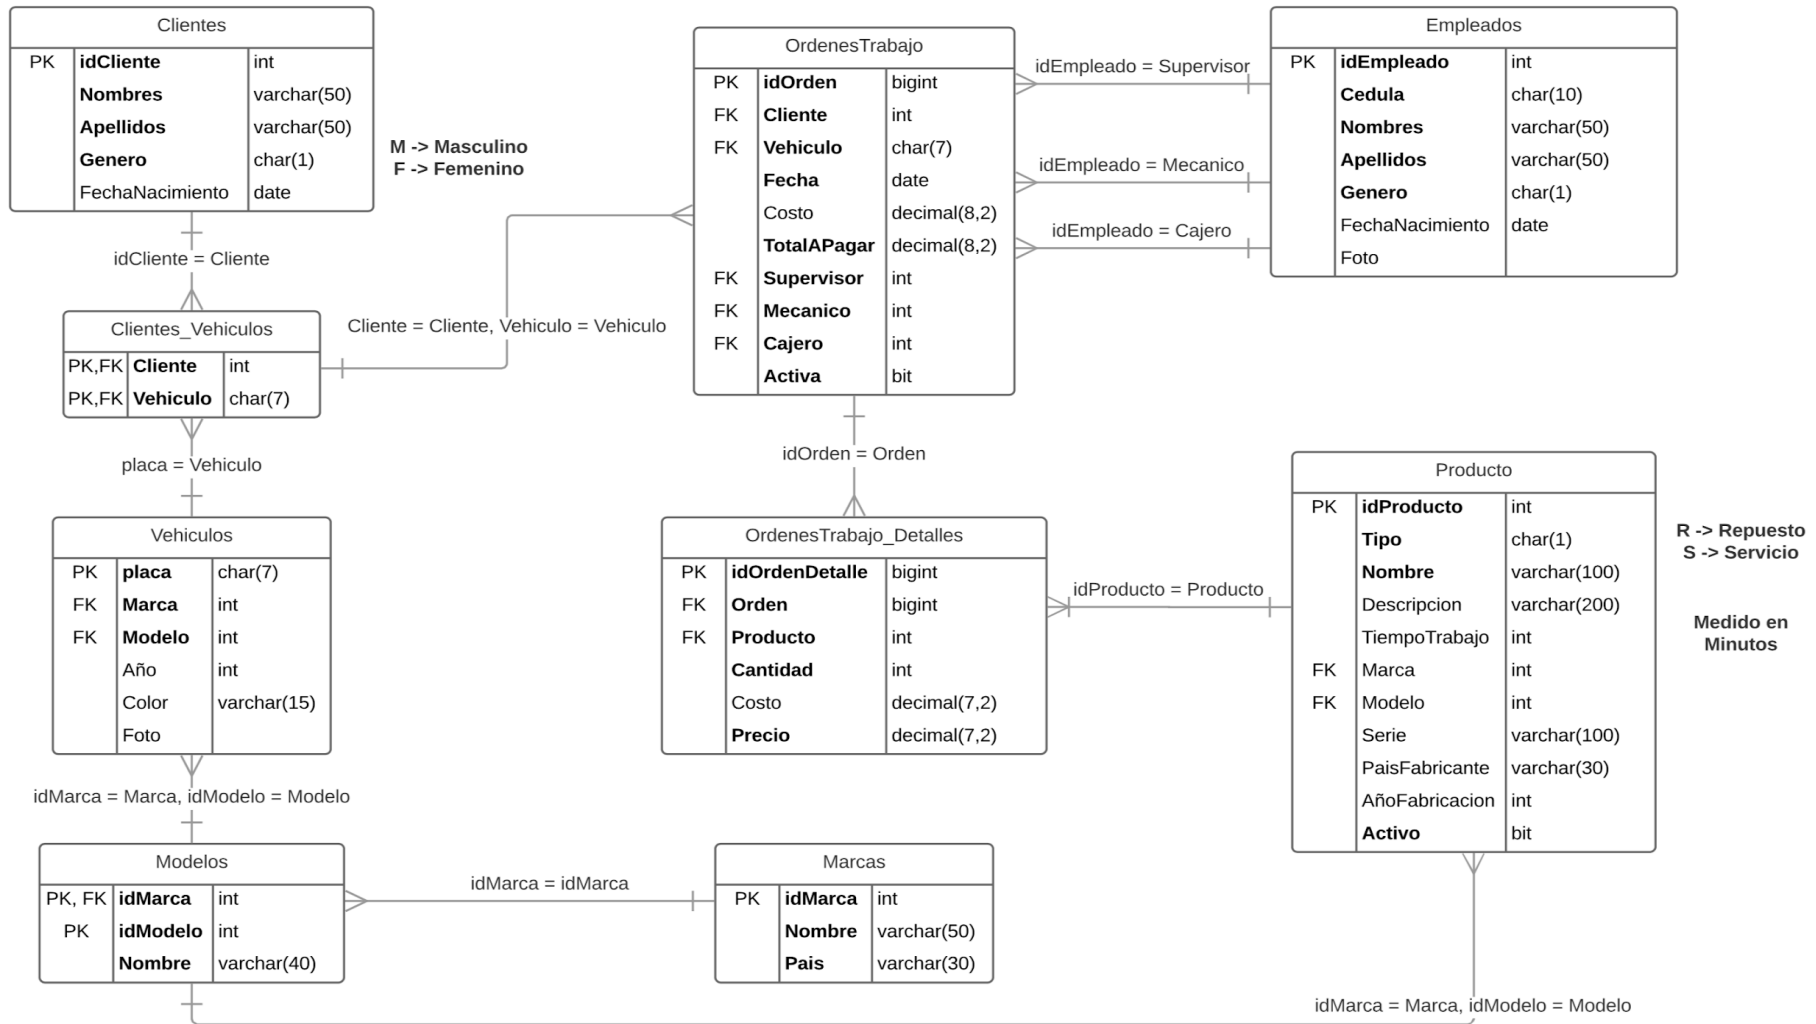 Clientes
PK idCliente int
Nombres varchar(50)
Apellidos varchar(50)
Genero char(1)
FechaNacimiento date
M -> Masculino
F -> Femenino
idCliente = Cliente
Clientes_Vehiculos
PK,FK Cliente int
PK,FK Vehiculo char(7)
Cliente = Cliente, Vehiculo = Vehiculo
placa = Vehiculo
Vehiculos
PK placa char(7)
FK Marca int
FK Modelo int
Año int
Color varchar(15)
Foto
idMarca = Marca, idModelo = Modelo
Modelos
PK, FK idMarca int
PK idModelo int
Nombre varchar(40)
idMarca = idMarca
Marcas
PK idMarca int
Nombre varchar(50)
Pais varchar(30)
OrdenesTrabajo
PK idOrden bigint
FK Cliente int
FK Vehiculo char(7)
Fecha date
Costo decimal(8,2)
TotalAPagar decimal(8,2)
FK Supervisor int
FK Mecanico int
FK Cajero int
Activa bit
idEmpleado = Supervisor
idEmpleado = Mecanico
idEmpleado = Cajero
Empleados
PK idEmpleado int
Cedula char(10)
Nombres varchar(50)
Apellidos varchar(50)
Genero char(1)
FechaNacimiento date
Foto
idOrden = Orden
OrdenesTrabajo_Detalles
PK idOrdenDetalle bigint
FK Orden bigint
FK Producto int
Cantidad int
Costo decimal(7,2)
Precio decimal(7,2)
idProducto = Producto
Producto
PK idProducto int
Tipo char(1)
Nombre varchar(100)
Descripcion varchar(200)
TiempoTrabajo int
FK Marca int
FK Modelo int
Serie varchar(100)
PaisFabricante varchar(30)
AñoFabricacion int
Activo bit
R -> Repuesto
S -> Servicio
Medido en
Minutos
idMarca = Marca, idModelo = Modelo